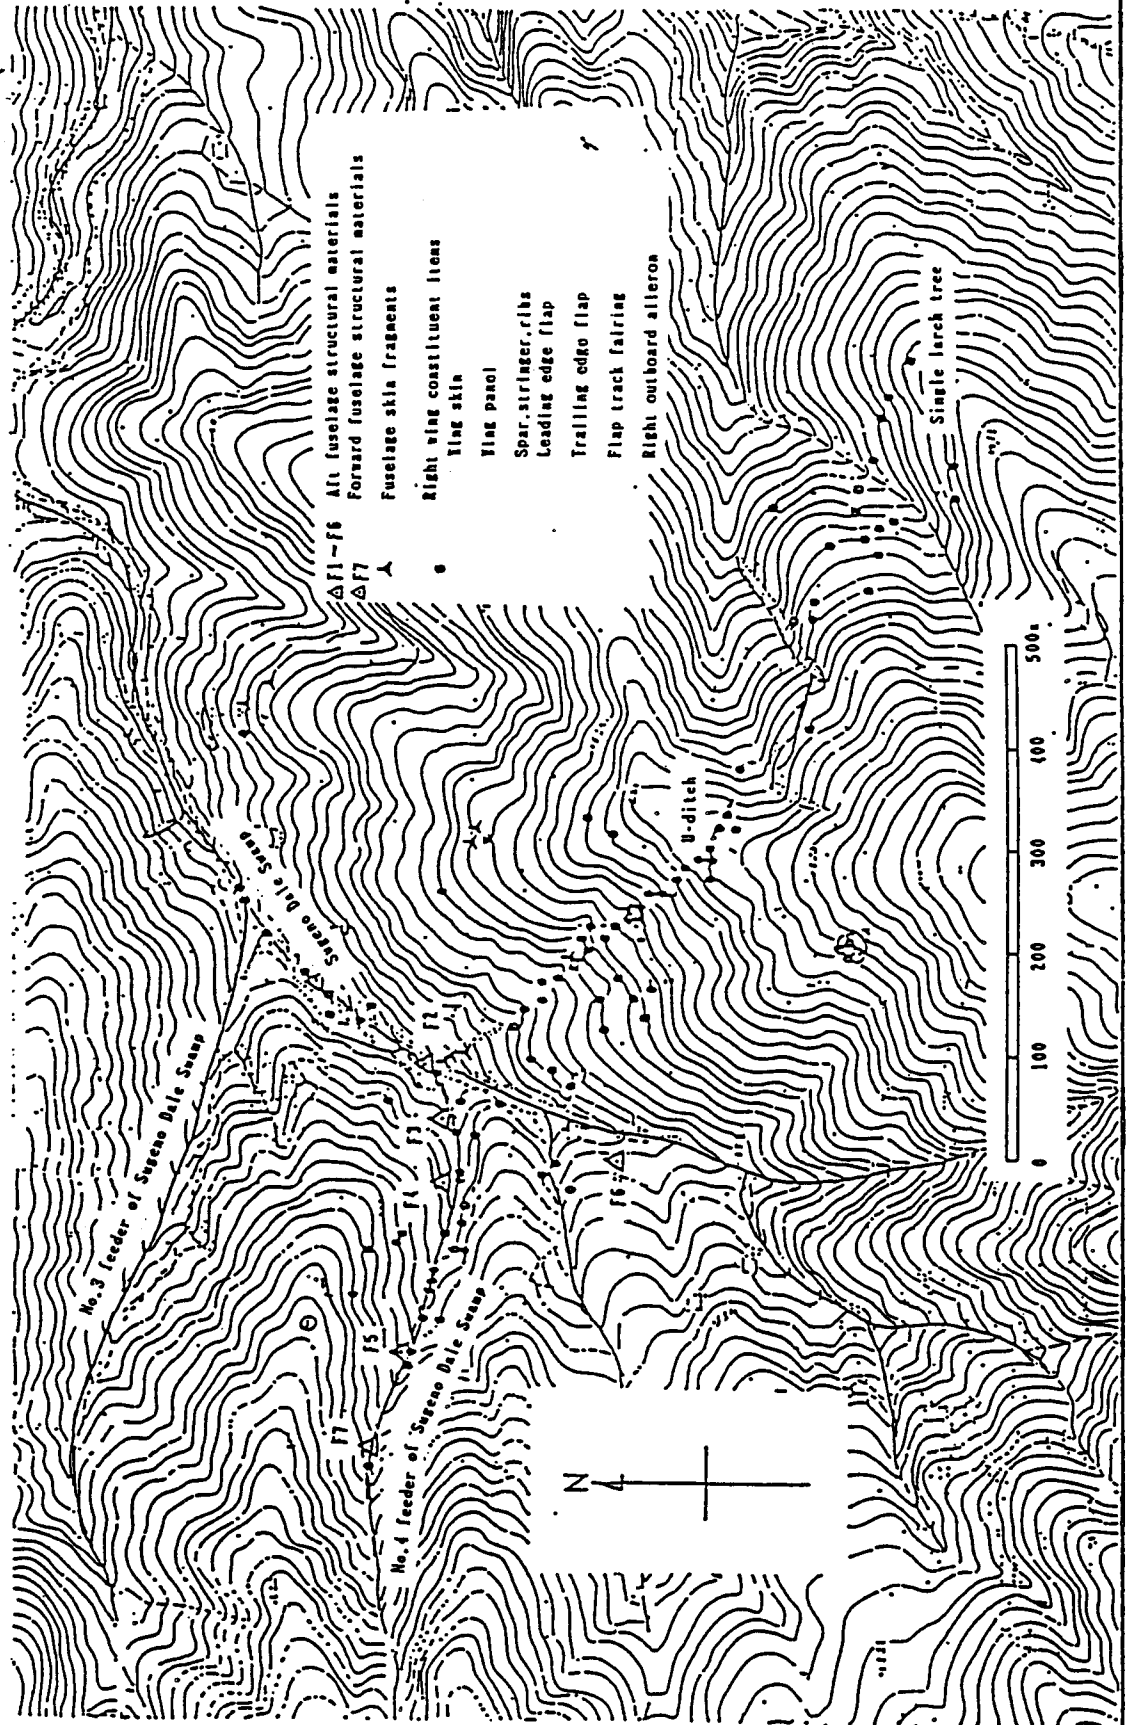 △F1~F6 Aft fuselage structural materials
△F7 Forward fuselage structural materials
Fuselage skin fragments
Right wing constituent items
Wing skin
Wing panel
Spar.stringer.ribs
Leading edge flap
Trailing edge flap
Flap track fairing
Right outboard aileron
No.3 feeder of Sugeno Dale Swamp
Sugeno Dale Swamp
No.4 feeder of Sugeno Dale Swamp
F7
F5
F4
F3
F2
F6
U-ditch
Single larch tree
N
0 100 200 300 400 500m